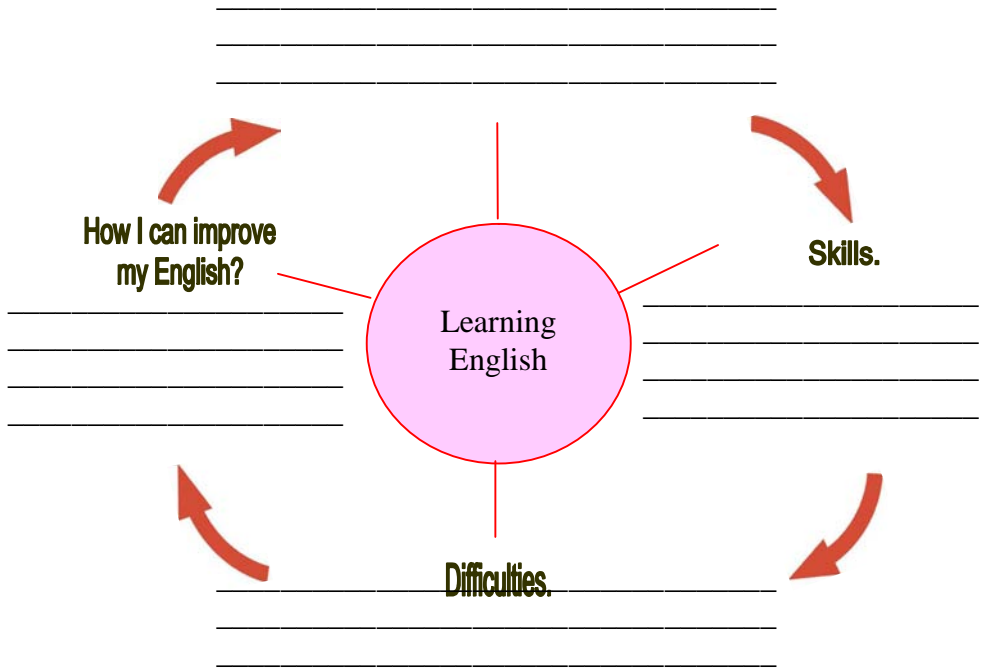 How I can improve
my English?
Skills.
Learning
English
Difficulties.